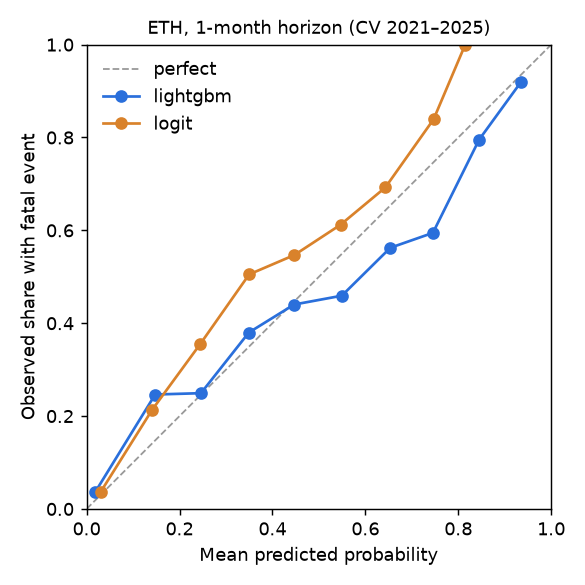 ETH, 1-month horizon (CV 2021–2025)
perfect
lightgbm
logit
Observed share with fatal event
1.0
0.8
0.6
0.4
0.2
0.0
0.0 0.2 0.4 0.6 0.8 1.0
Mean predicted probability